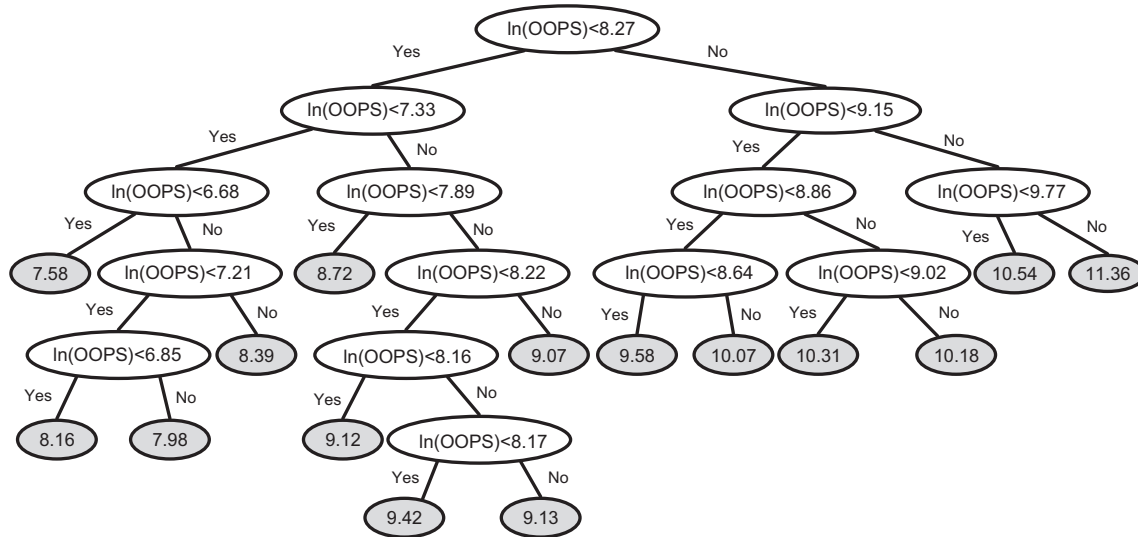 ln(OOPS)<8.27
Yes
No
ln(OOPS)<7.33
ln(OOPS)<9.15
Yes
No
Yes
No
ln(OOPS)<6.68
ln(OOPS)<7.89
ln(OOPS)<8.86
ln(OOPS)<9.77
Yes
No
Yes
No
Yes
No
Yes
No
7.58
ln(OOPS)<7.21
8.72
ln(OOPS)<8.22
ln(OOPS)<8.64
ln(OOPS)<9.02
10.54
11.36
Yes
No
Yes
No
Yes
No
Yes
No
ln(OOPS)<6.85
8.39
ln(OOPS)<8.16
9.07
9.58
10.07
10.31
10.18
Yes
No
Yes
No
8.16
7.98
9.12
ln(OOPS)<8.17
Yes
No
9.42
9.13